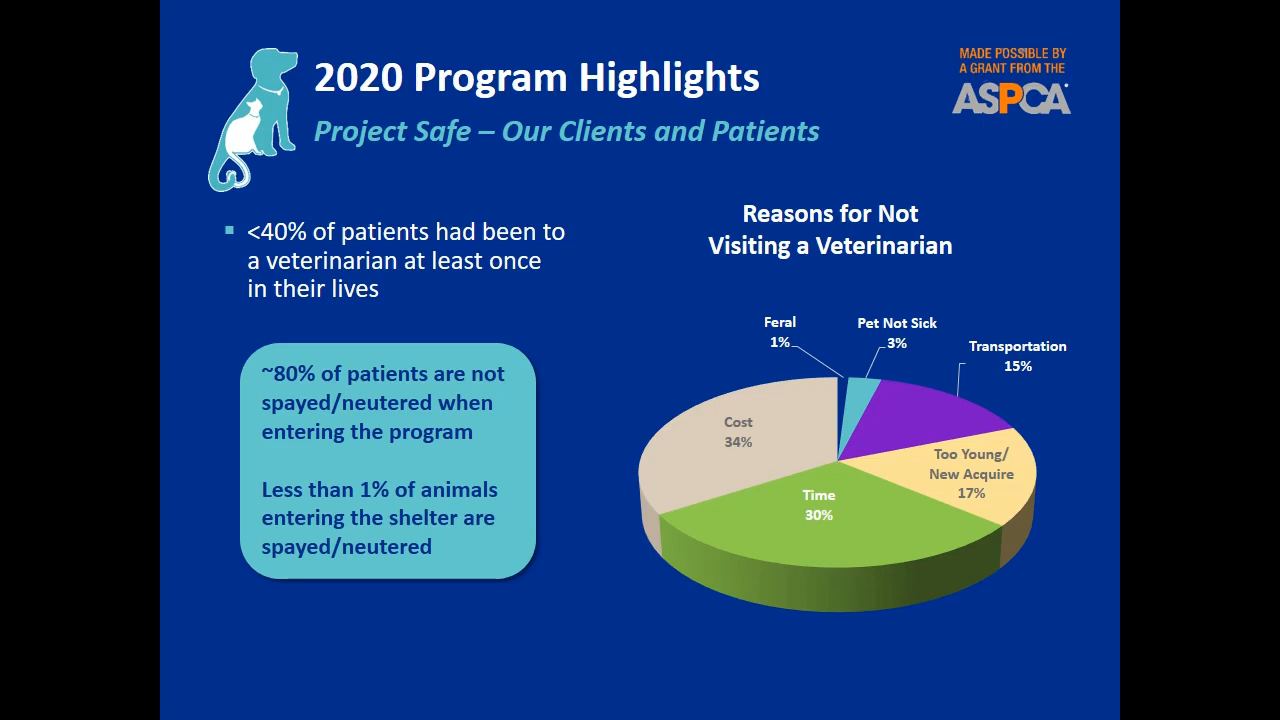 2020 Program Highlights
Project Safe – Our Clients and Patients
MADE POSSIBLE BY
A GRANT FROM THE
ASPCA®
<40% of patients had been to
a veterinarian at least once
in their lives
~80% of patients are not
spayed/neutered when
entering the program
Less than 1% of animals
entering the shelter are
spayed/neutered
Reasons for Not
Visiting a Veterinarian
Feral
1%
Pet Not Sick
3%
Transportation
15%
Too Young/
New Acquire
17%
Time
30%
Cost
34%